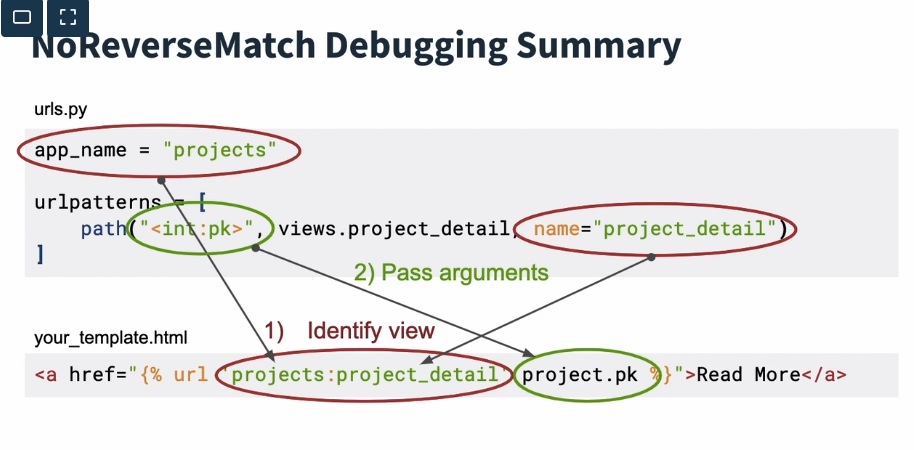 NoReverseMatch Debugging Summary
urls.py
app_name = "projects"
urlpatterns = [
path("<int:pk>", views.project_detail, name="project_detail")
]
2) Pass arguments
1) Identify view
your_template.html
<a href="{% url 'projects:project_detail' project.pk %}">Read More</a>